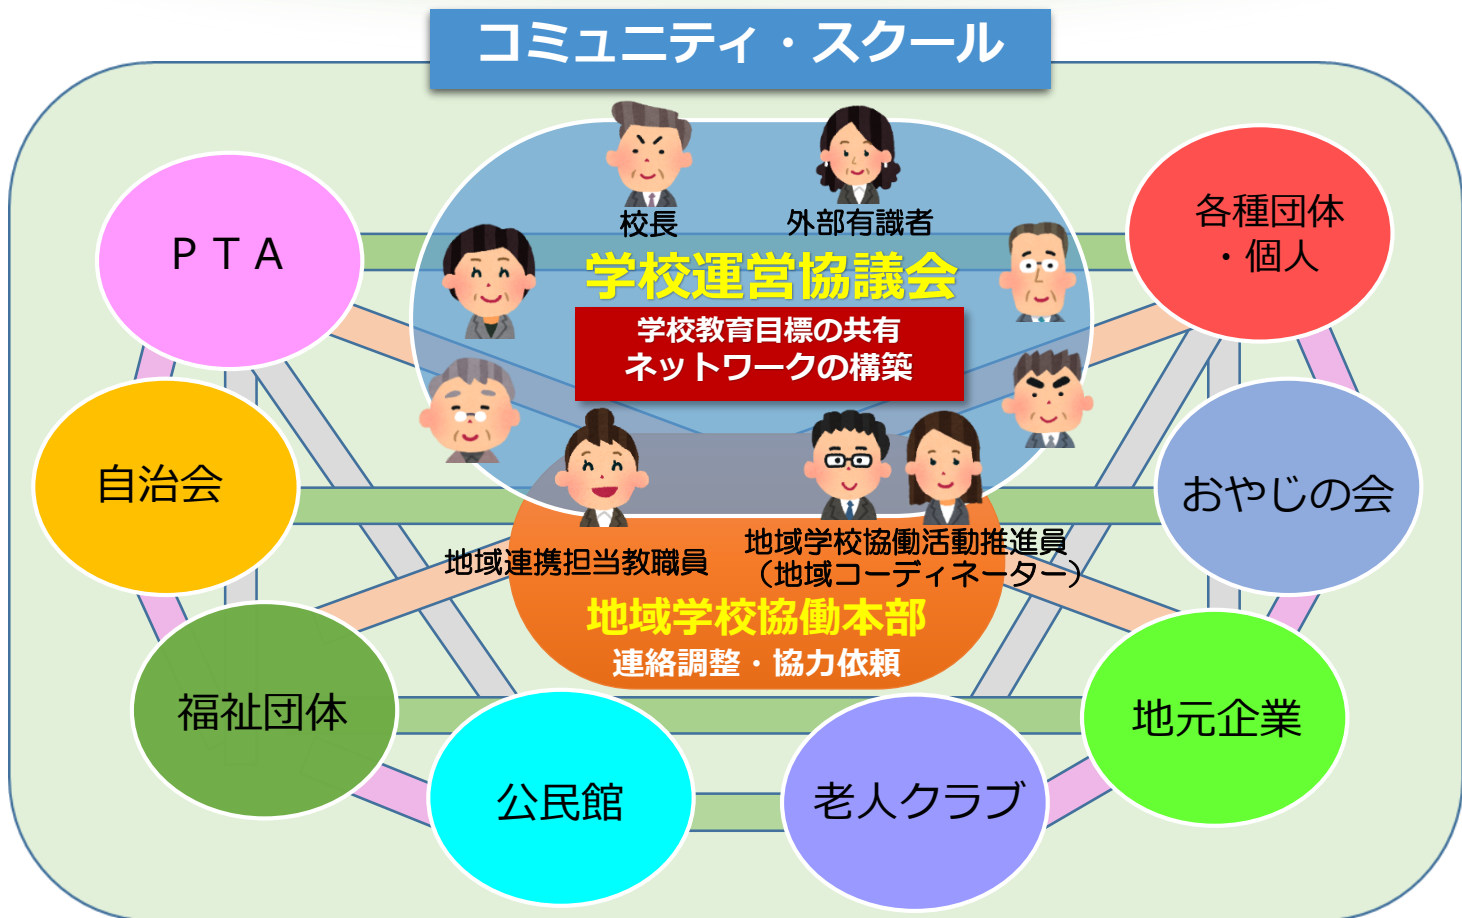 コミュニティ・スクール
校長
外部有識者
学校運営協議会
学校教育目標の共有
ネットワークの構築
ＰＴＡ
各種団体
・個人
自治会
おやじの会
地域連携担当教職員
地域学校協働活動推進員
（地域コーディネーター）
地域学校協働本部
連絡調整・協力依頼
福祉団体
地元企業
公民館
老人クラブ